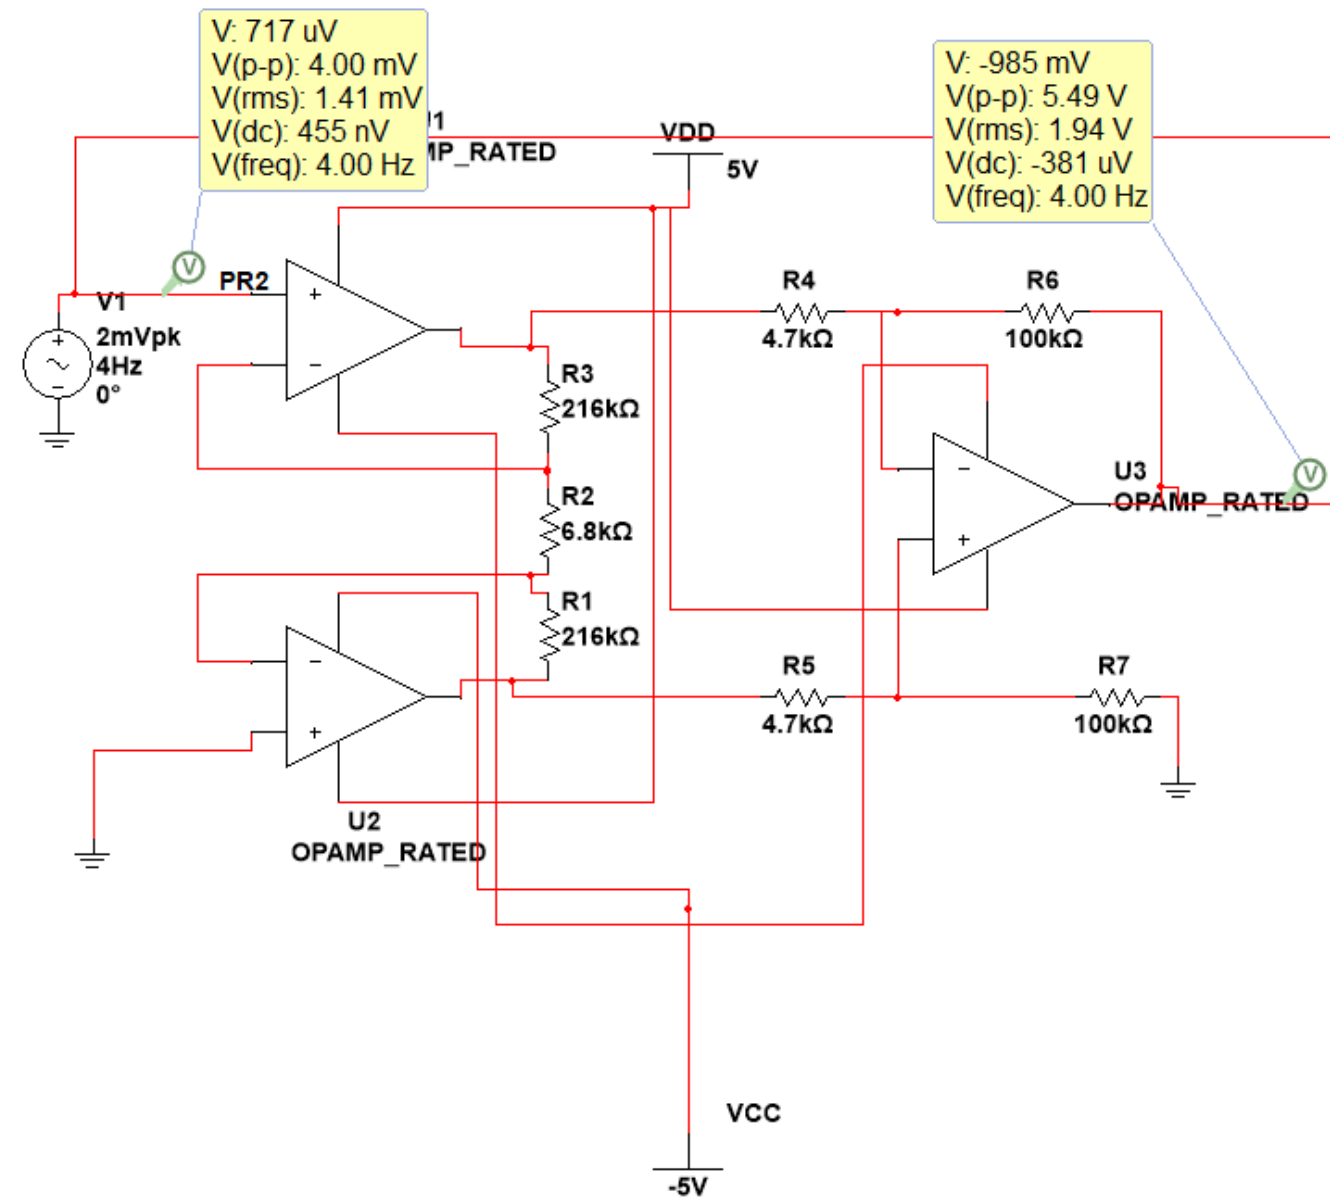 V: 717 uV
V(p-p): 4.00 mV
V(rms): 1.41 mV
V(dc): 455 nV
V(freq): 4.00 Hz
V: -985 mV
V(p-p): 5.49 V
V(rms): 1.94 V
V(dc): -381 uV
V(freq): 4.00 Hz
VDD
5V
V
PR2
+
−
V1
2mVpk
4Hz
0°
+
−
R4
4.7kΩ
R6
100kΩ
R3
216kΩ
R2
6.8kΩ
R1
216kΩ
−
+
U3
OPAMP_RATED
V
−
+
U2
OPAMP_RATED
R5
4.7kΩ
R7
100kΩ
VCC
-5V